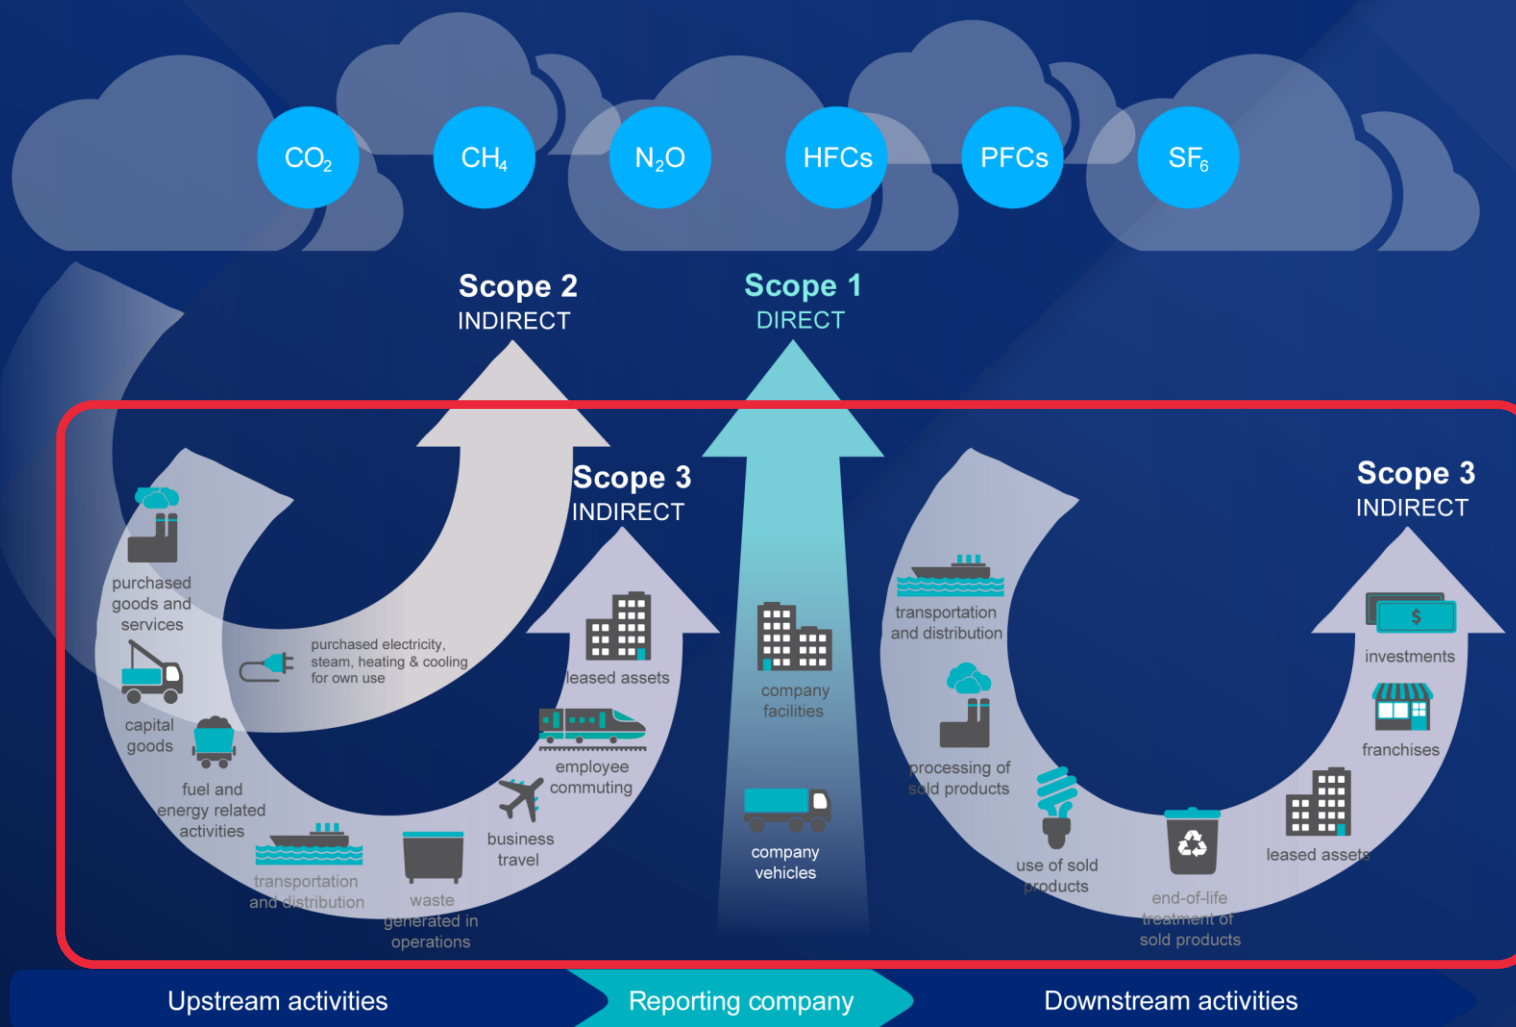 CO₂
CH₄
N₂O
HFCs
PFCs
SF₆
Scope 2
INDIRECT
Scope 1
DIRECT
Scope 3
INDIRECT
Scope 3
INDIRECT
purchased
goods and
services
capital
goods
fuel and
energy related
activities
transportation
and distribution
waste
generated in
operations
business
travel
employee
commuting
leased assets
purchased electricity,
steam, heating & cooling
for own use
company
facilities
company
vehicles
transportation
and distribution
processing of
sold products
use of sold
products
end-of-life
treatment of
sold products
leased assets
franchises
$
investments
Upstream activities
Reporting company
Downstream activities